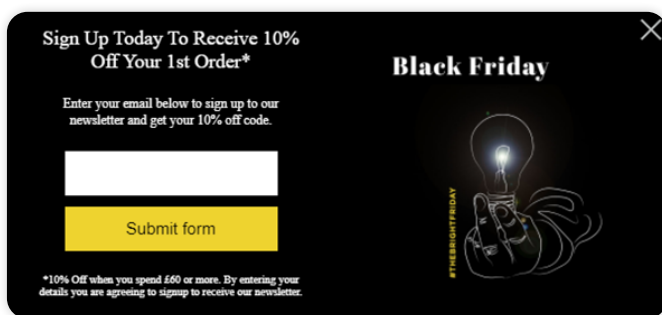 Sign Up Today To Receive 10%
Off Your 1st Order*
Enter your email below to sign up to our
newsletter and get your 10% off code.
Submit form
*10% Off when you spend £60 or more. By entering your
details you are agreeing to signup to receive our newsletter.
Black Friday
#THEBRIGHTFRIDAY